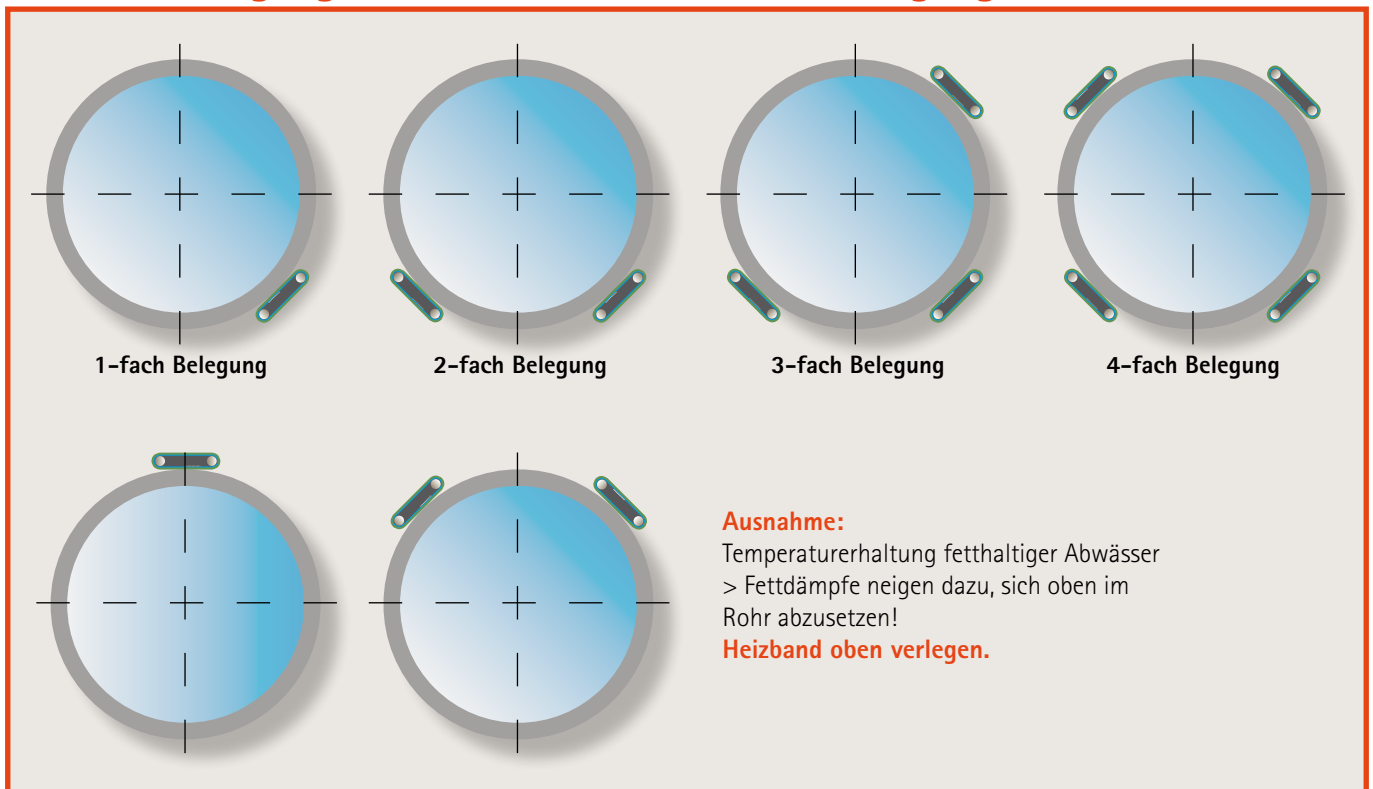 1-fach Belegung
2-fach Belegung
3-fach Belegung
4-fach Belegung
Ausnahme:
Temperaturerhaltung fetthaltiger Abwässer
> Fettdämpfe neigen dazu, sich oben im
Rohr abzusetzen!
Heizband oben verlegen.